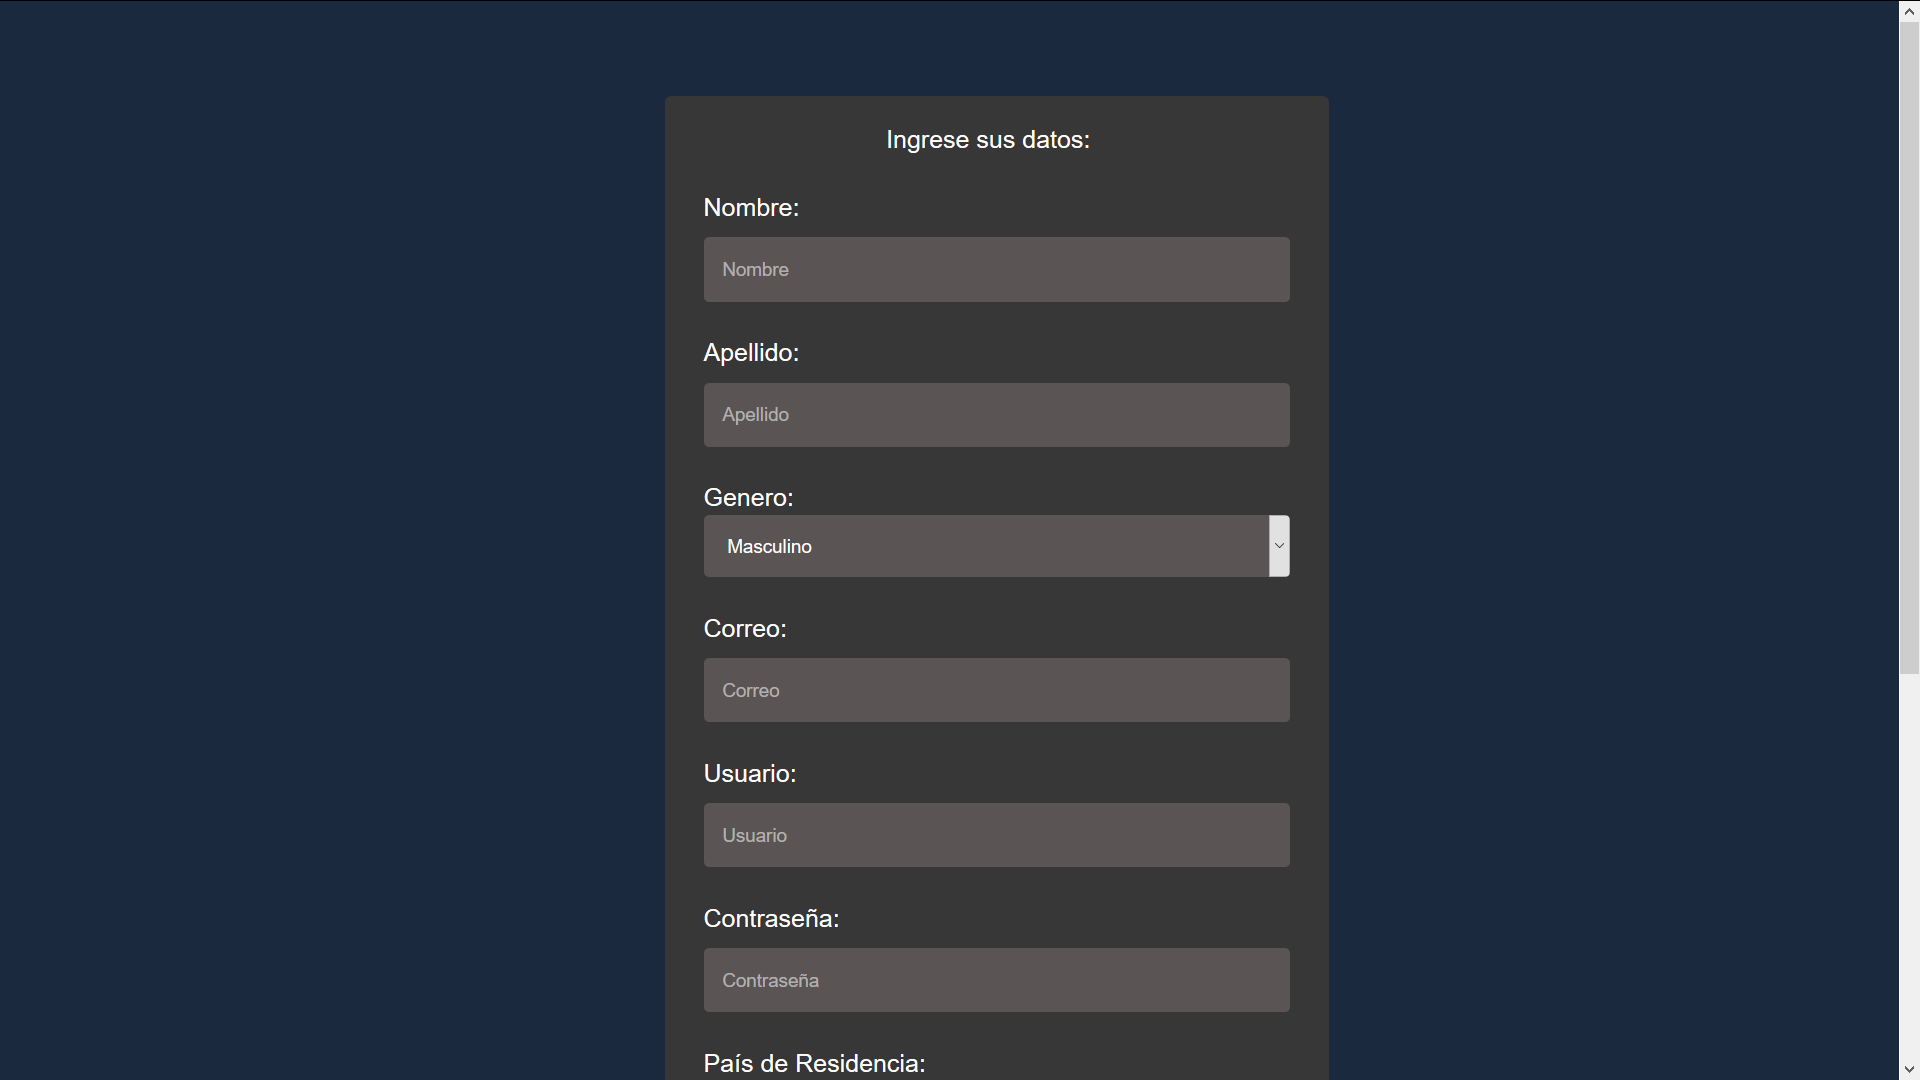 Ingrese sus datos:
Nombre:
Nombre
Apellido:
Apellido
Genero:
Masculino
Correo:
Correo
Usuario:
Usuario
Contraseña:
Contraseña
País de Residencia: